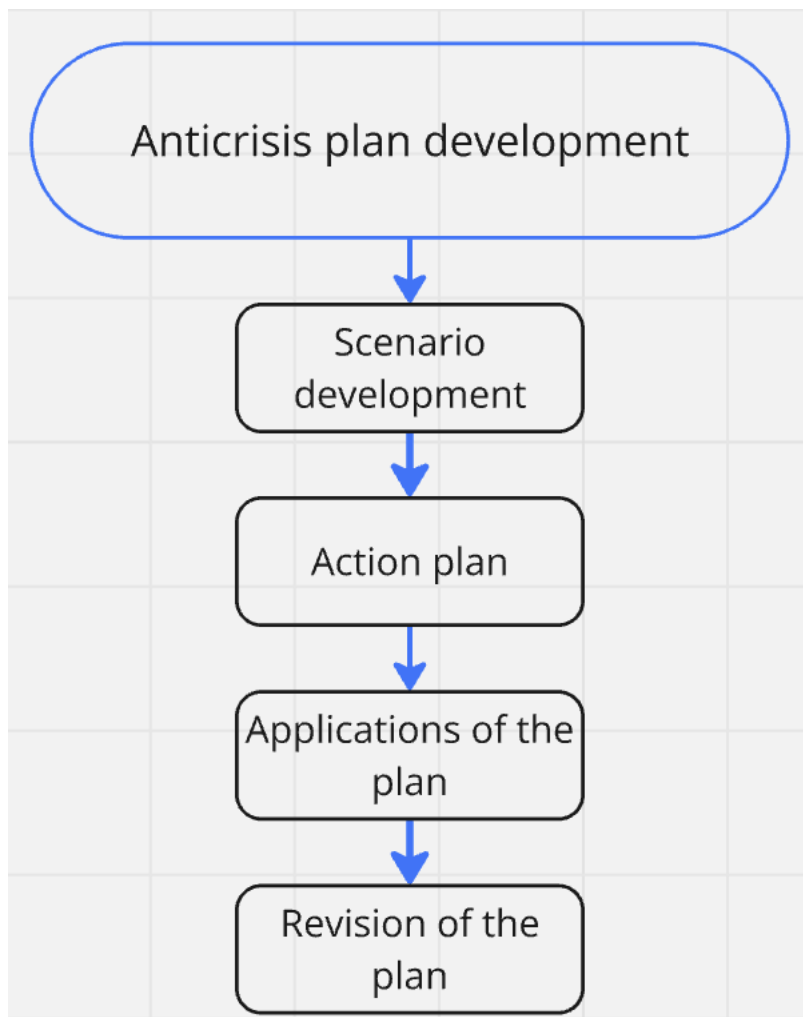 Anticrisis plan development
Scenario
development
Action plan
Applications of the
plan
Revision of the
plan